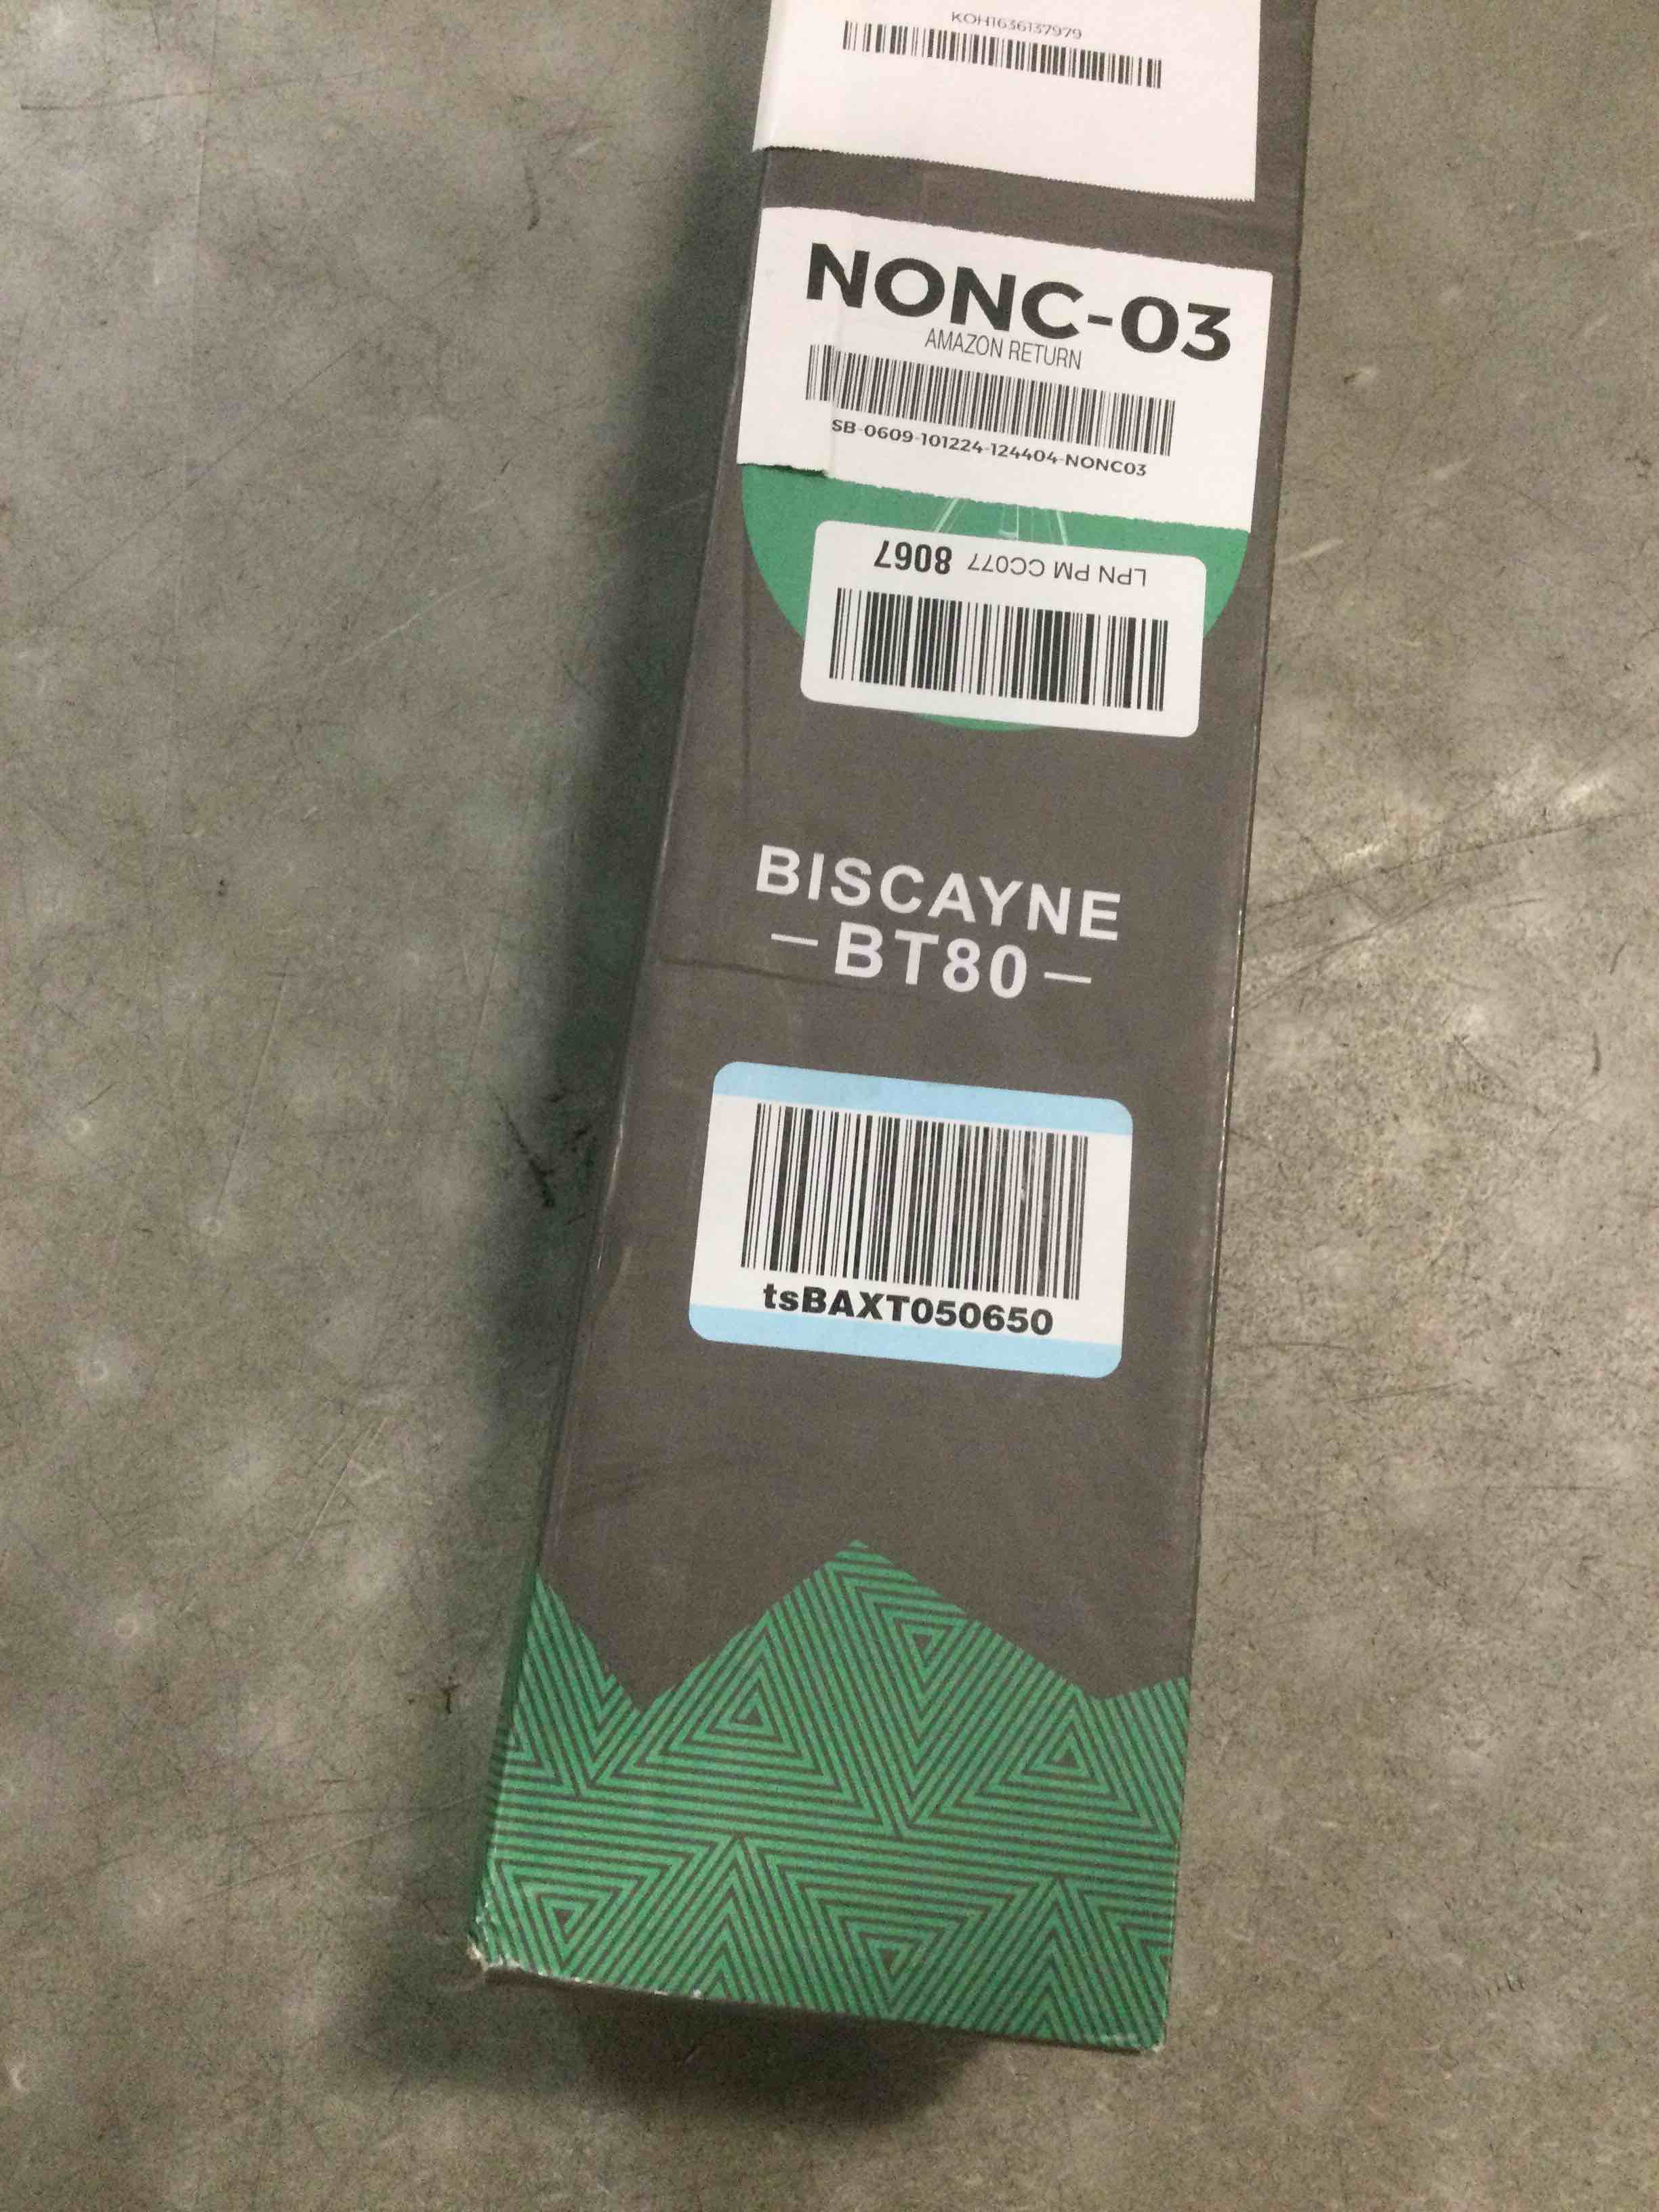 KOH1636137979
NONC-03
AMAZON RETURN
SB-0609-101224-124404-NONC03
LPN PM CC077 8067
BISCAYNE
-BT80-
tsBAXT050650